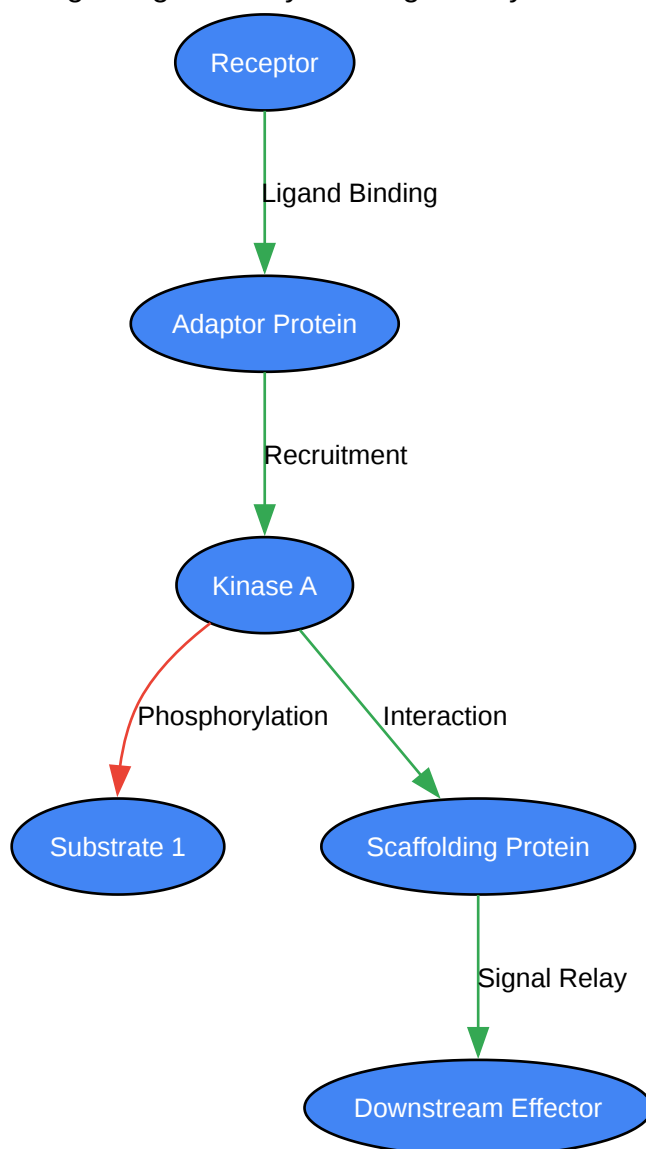 Receptor
Ligand Binding
Adaptor Protein
Recruitment
Kinase A
Phosphorylation
Interaction
Substrate 1
Scaffolding Protein
Signal Relay
Downstream Effector